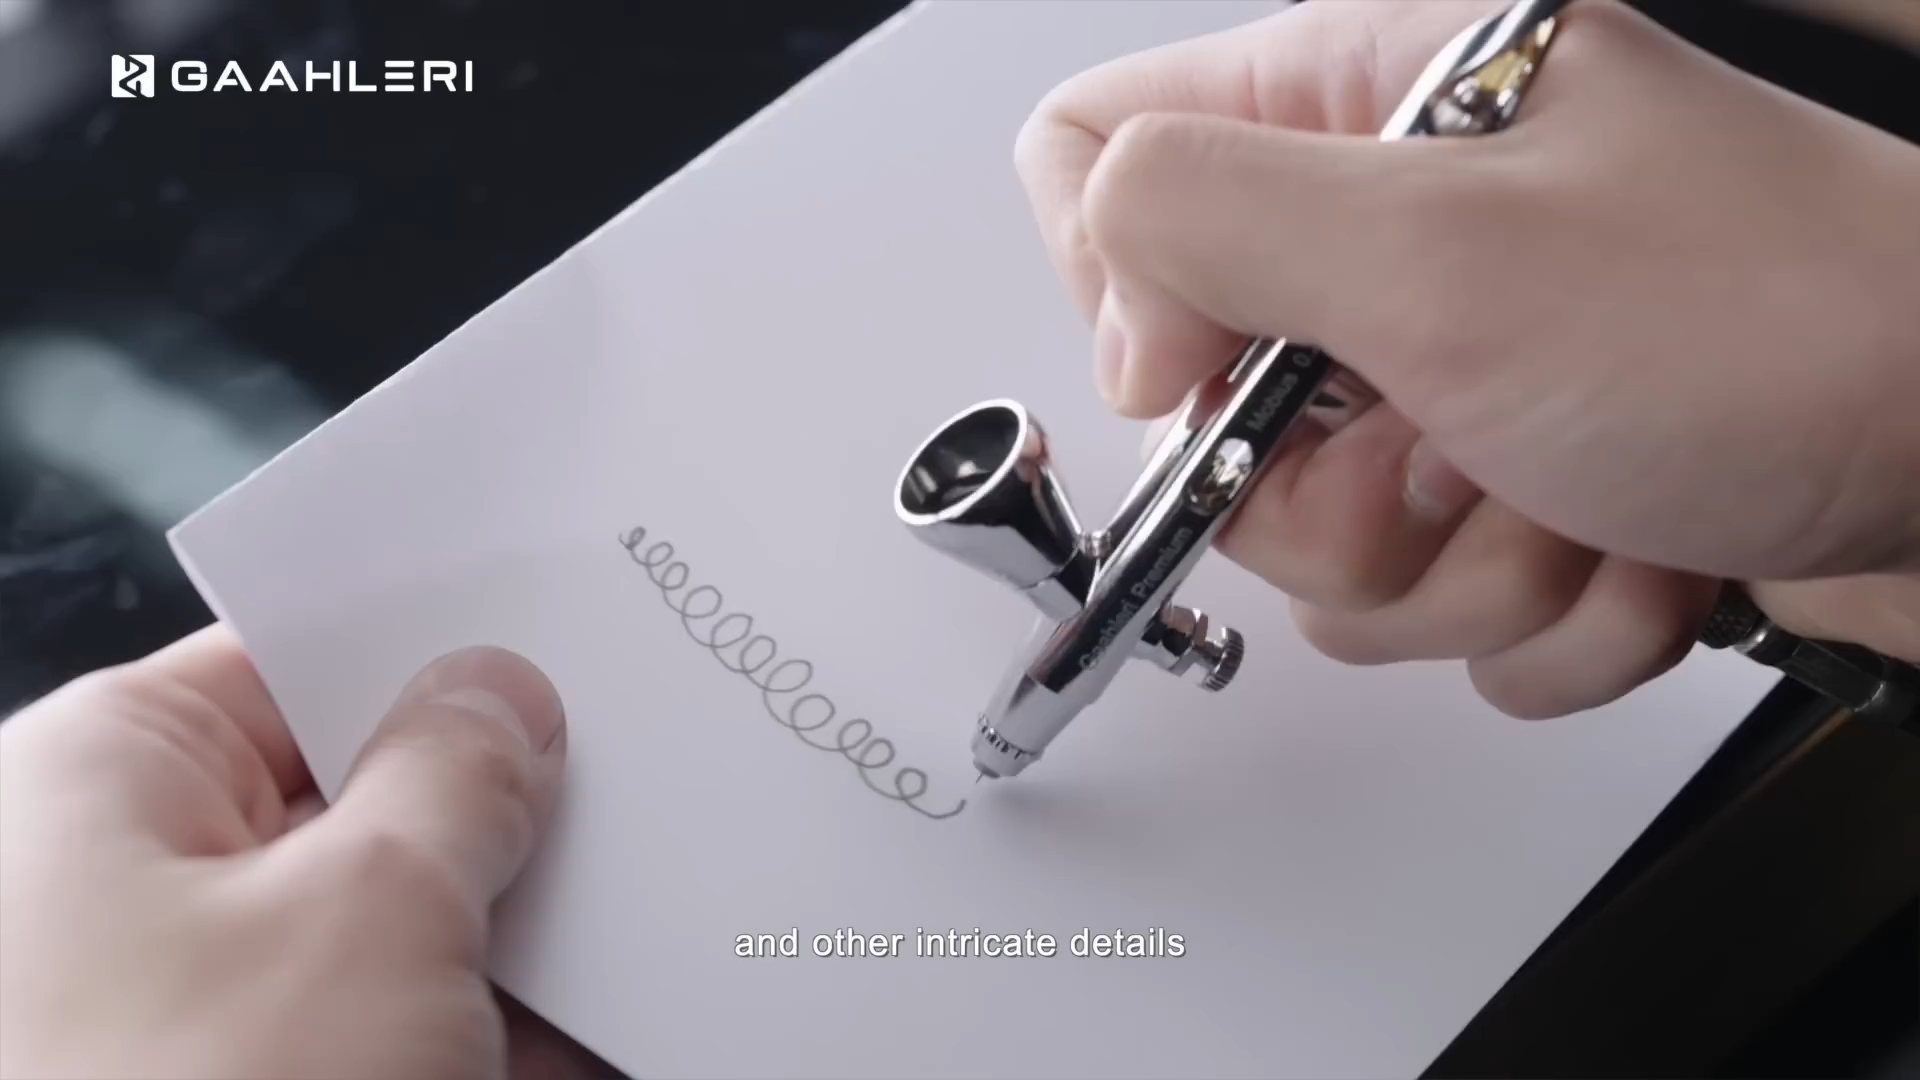 GAAHLERI
Mobius
Gaahleri Premium
and other intricate details